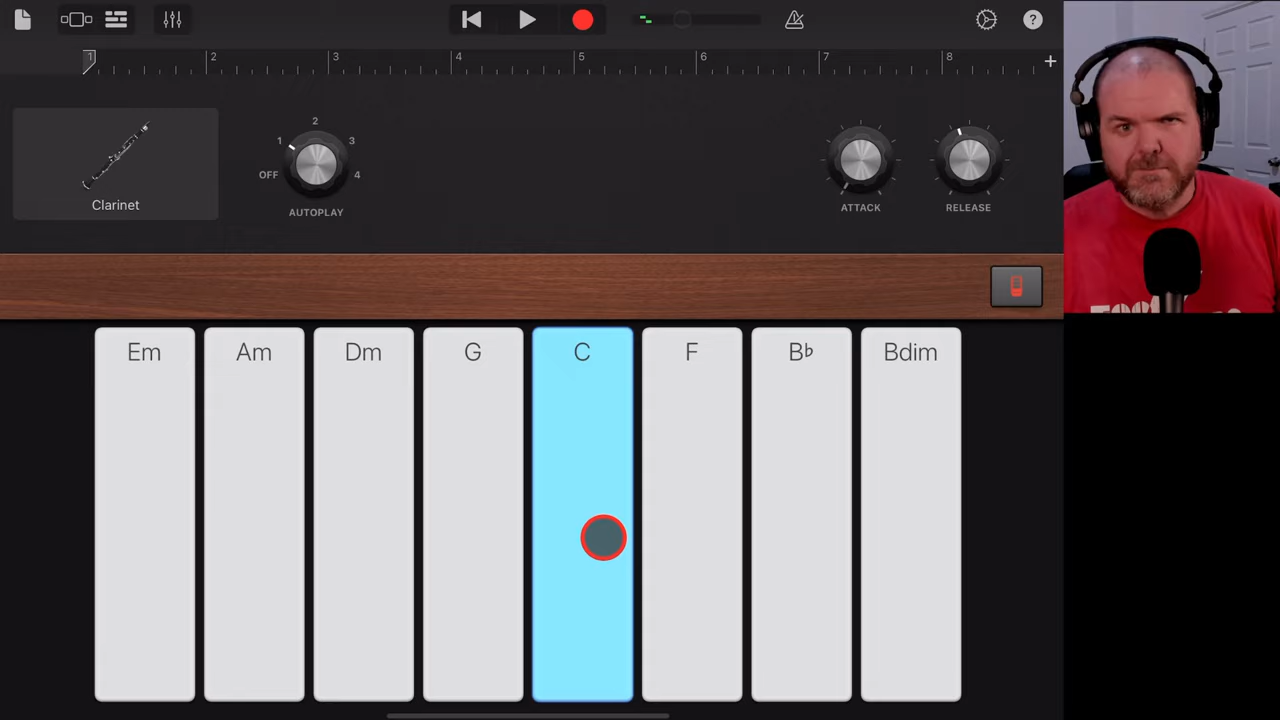 ?
1 2 3 4 5 6 7 8 +
2
1 3
OFF 4
Clarinet
AUTOPLAY
ATTACK RELEASE
Em Am Dm G C F B♭ Bdim